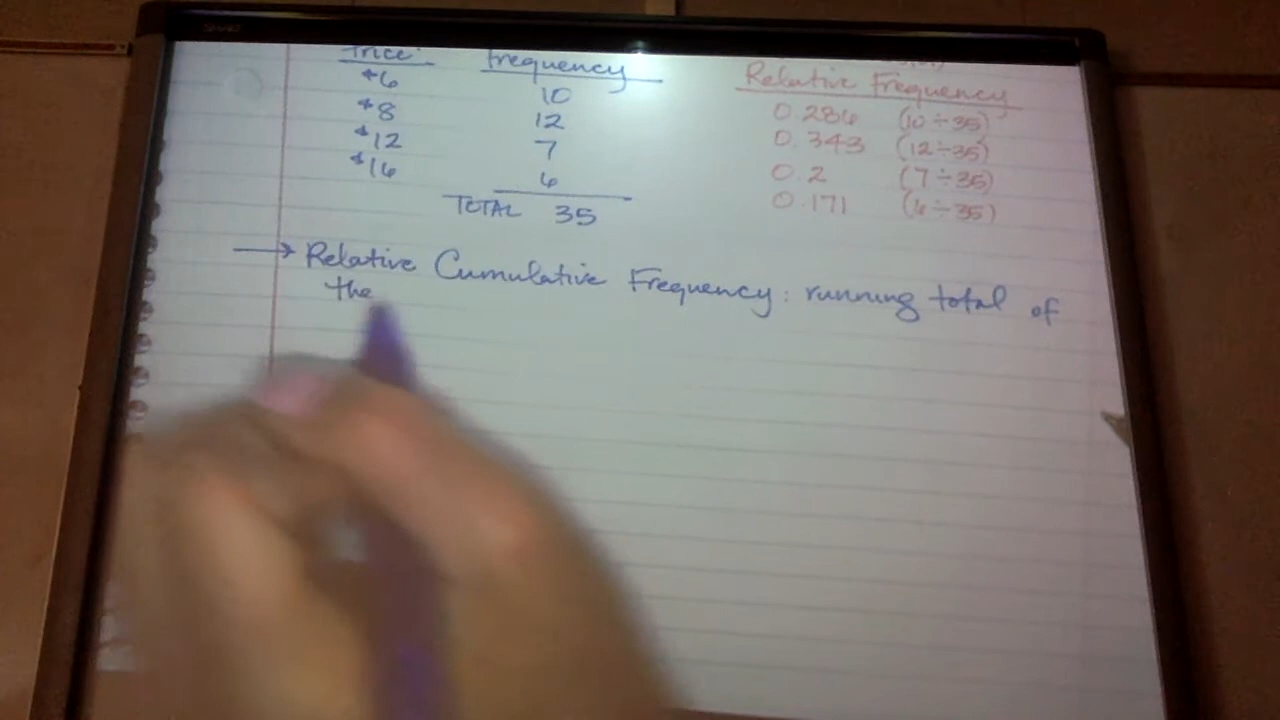 Price Frequency Relative Frequency
$6 10 0.286 (10÷35)
$8 12 0.343 (12÷35)
$12 7 0.2 (7÷35)
$16 6 0.171 (6÷35)
TOTAL 35
→ Relative Cumulative Frequency: running total of
the